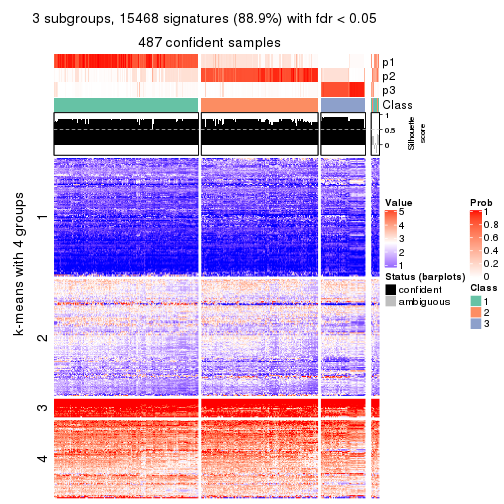 3 subgroups, 15468 signatures (88.9%) with fdr < 0.05
487 confident samples
p1
p2
p3
Class
1
0.5
0
Silhouette
score
k-means with 4 groups
1
2
3
4
Value
5
4
3
2
1
Status (barplots)
confident
ambiguous
Prob
1
0.8
0.6
0.4
0.2
0
Class
1
2
3